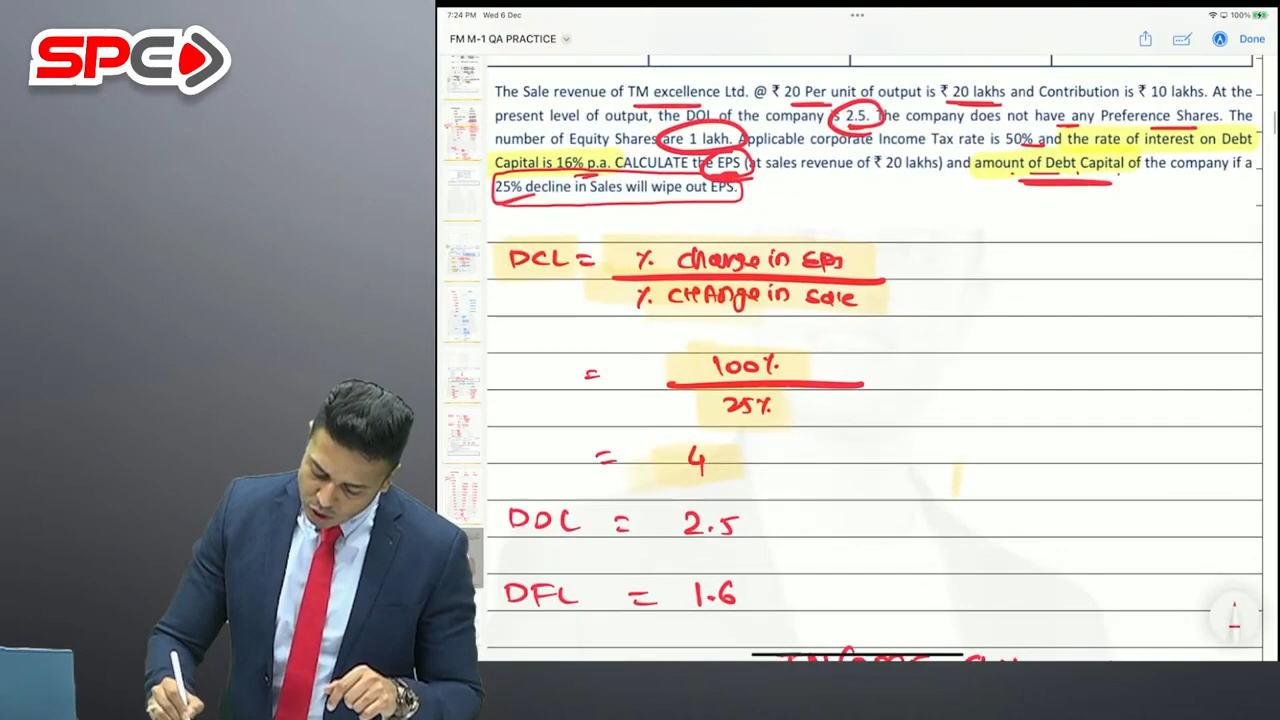 SPE
7:24 PM Wed 6 Dec
100%
FM M-1 QA PRACTICE
Done
The Sale revenue of TM excellence Ltd. @ ₹ 20 Per unit of output is ₹ 20 lakhs and Contribution is ₹ 10 lakhs. At the
present level of output, the DOL of the company is 2.5. The company does not have any Preference Shares. The
number of Equity Shares are 1 lakh. Applicable corporate Income Tax rate is 50% and the rate of interest on Debt
Capital is 16% p.a. CALCULATE the EPS (at sales revenue of ₹ 20 lakhs) and amount of Debt Capital of the company if a
25% decline in Sales will wipe out EPS.
DCL = % change in EPS
% CHANGE in Sale
= 100%
25%
= 4
DOL = 2.5
DFL = 1.6